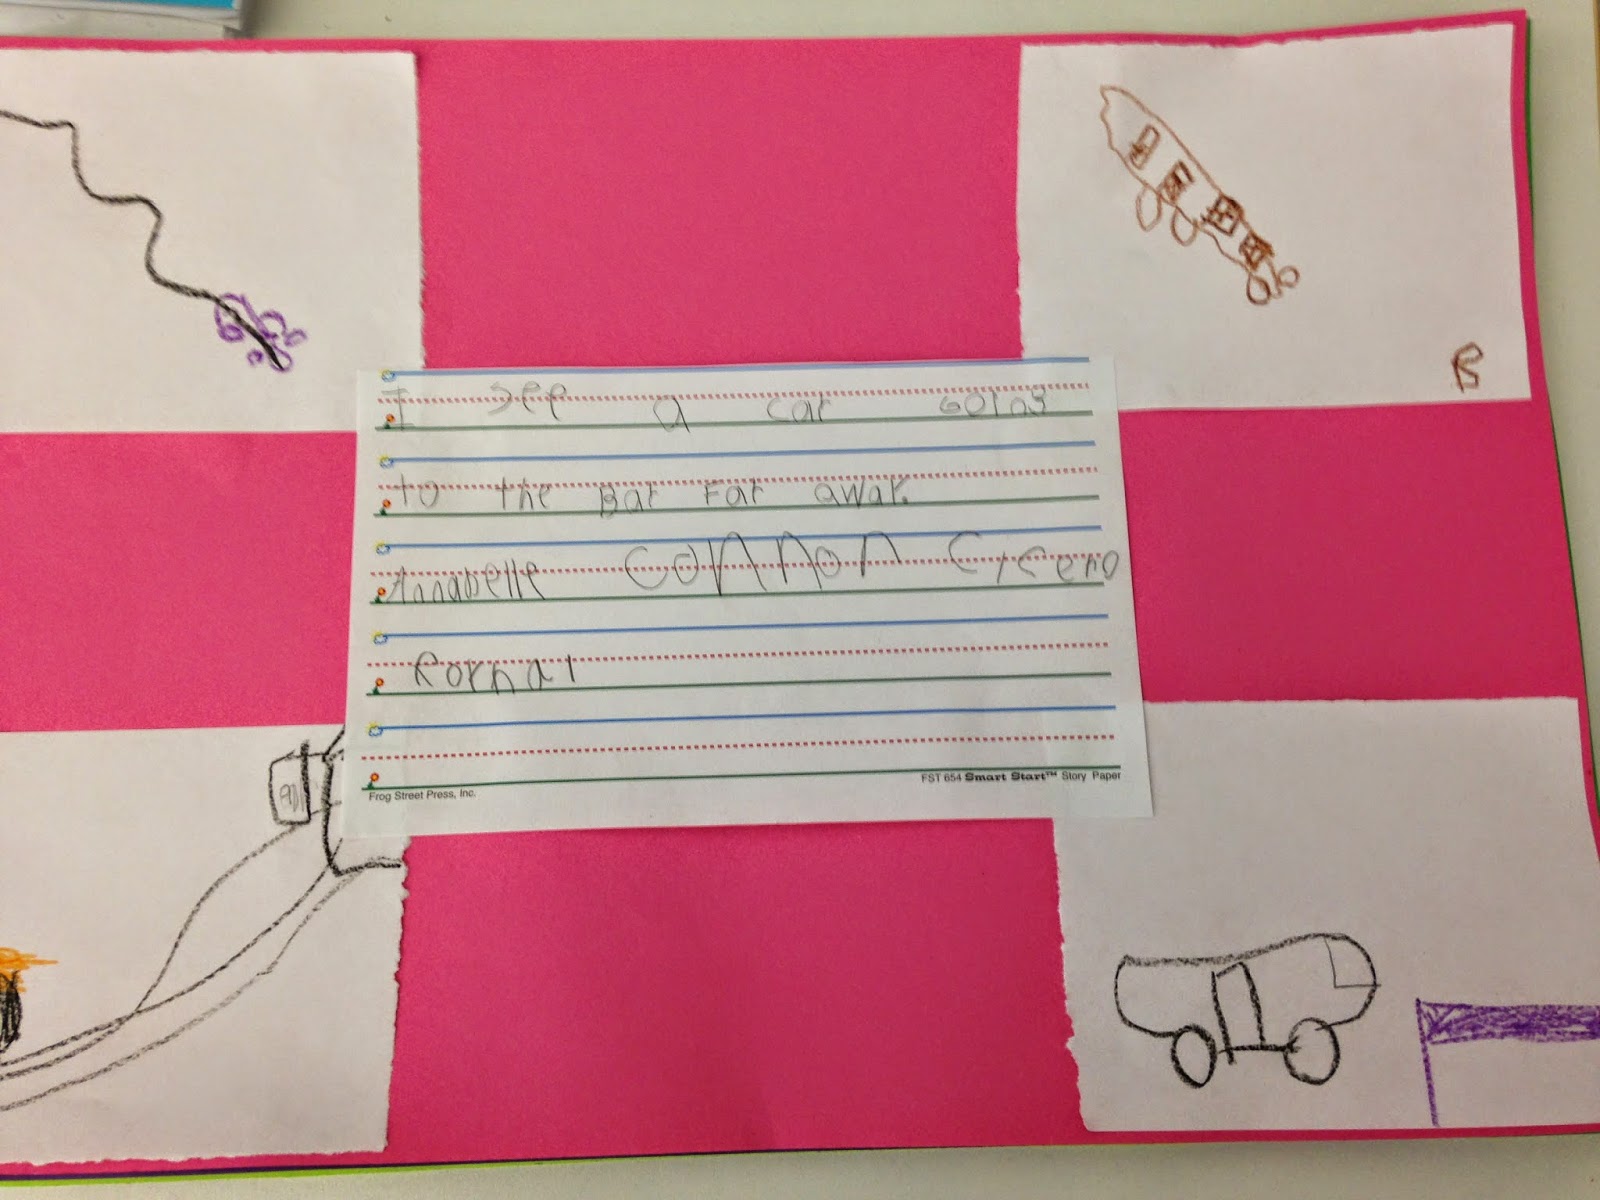 I see a car GOing
to the Bar Far awar.
Annabelle Connon Cicero
Rornal
FST 654 Smart Start™ Story Paper
Frog Street Press, Inc.
B